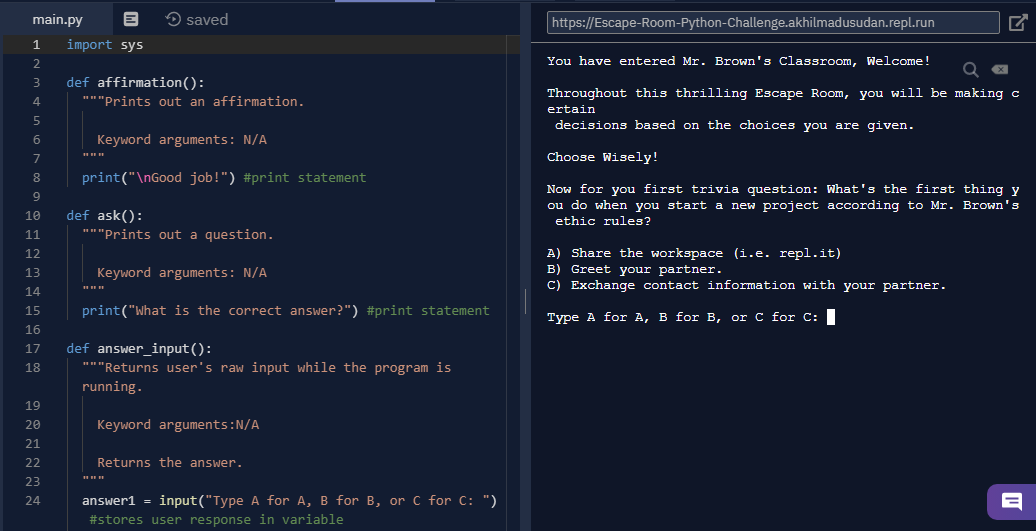 main.py
saved
1 import sys
2
3 def affirmation():
4 """Prints out an affirmation.
5
6 Keyword arguments: N/A
7 """
8 print("\nGood job!") #print statement
9
10 def ask():
11 """Prints out a question.
12
13 Keyword arguments: N/A
14 """
15 print("What is the correct answer?") #print statement
16
17 def answer_input():
18 """Returns user's raw input while the program is
running.
19
20 Keyword arguments:N/A
21
22 Returns the answer.
23 """
24 answer1 = input("Type A for A, B for B, or C for C: ")
#stores user response in variable
https://Escape-Room-Python-Challenge.akhilmadusudan.repl.run
You have entered Mr. Brown's Classroom, Welcome!
Throughout this thrilling Escape Room, you will be making c
ertain
decisions based on the choices you are given.
Choose Wisely!
Now for you first trivia question: What's the first thing y
ou do when you start a new project according to Mr. Brown's
ethic rules?
A) Share the workspace (i.e. repl.it)
B) Greet your partner.
C) Exchange contact information with your partner.
Type A for A, B for B, or C for C: